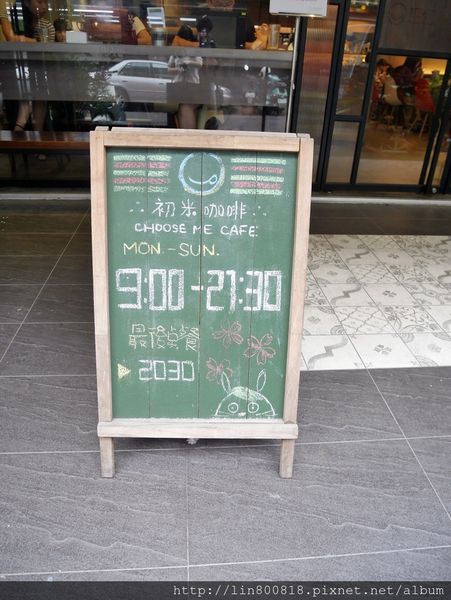 初米咖啡
CHOOSE ME CAFE
MON.-SUN.
9:00-21:30
最後點餐
2030
http://lin800818.pixnet.net/album